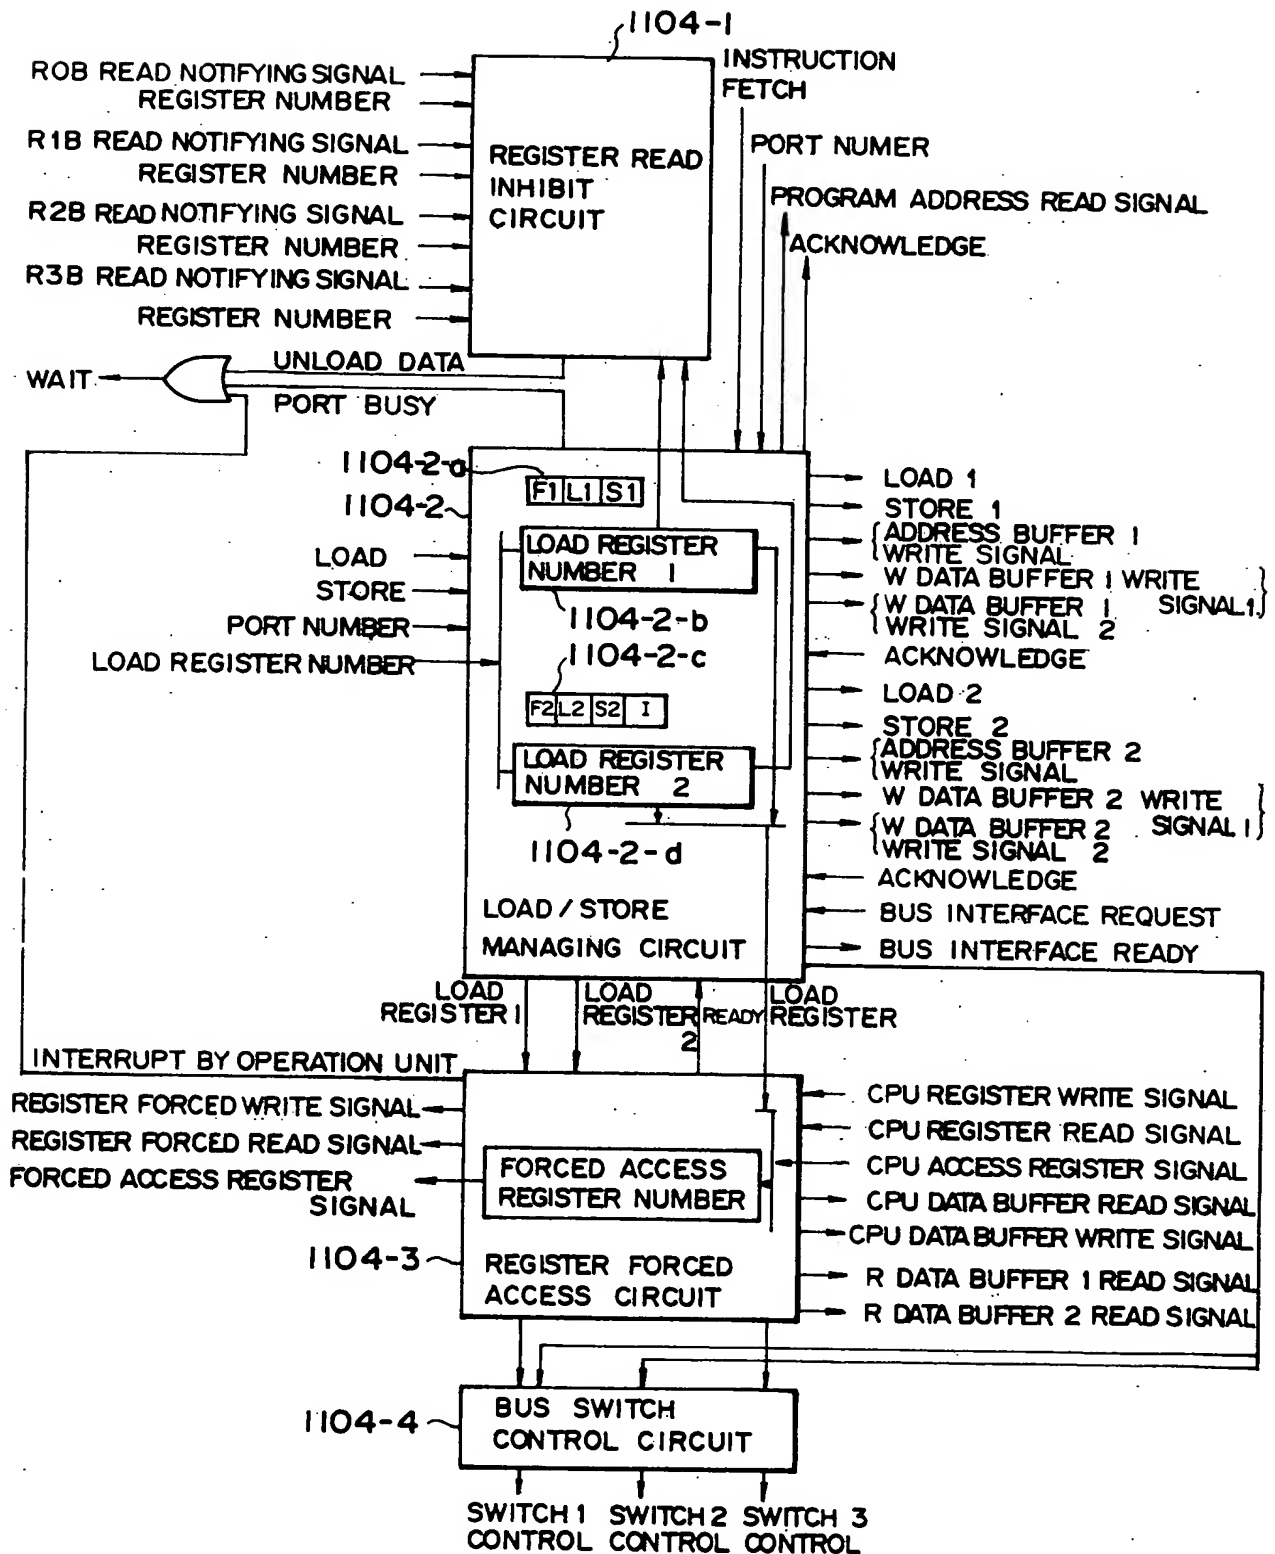 1104-1
INSTRUCTION
FETCH
R0B READ NOTIFYING SIGNAL
REGISTER NUMBER
R1B READ NOTIFYING SIGNAL
REGISTER NUMBER
R2B READ NOTIFYING SIGNAL
REGISTER NUMBER
R3B READ NOTIFYING SIGNAL
REGISTER NUMBER
REGISTER READ
INHIBIT
CIRCUIT
PORT NUMER
PROGRAM ADDRESS READ SIGNAL
ACKNOWLEDGE
WAIT
UNLOAD DATA
PORT BUSY
1104-2-a
1104-2
F1 L1 S1
LOAD
STORE
PORT NUMBER
LOAD REGISTER NUMBER
LOAD REGISTER
NUMBER 1
1104-2-b
1104-2-c
F2 L2 S2 I
LOAD REGISTER
NUMBER 2
1104-2-d
LOAD / STORE
MANAGING CIRCUIT
LOAD 1
STORE 1
ADDRESS BUFFER 1
WRITE SIGNAL
W DATA BUFFER 1 WRITE
SIGNAL 1
W DATA BUFFER 1
WRITE SIGNAL 2
ACKNOWLEDGE
LOAD 2
STORE 2
ADDRESS BUFFER 2
WRITE SIGNAL
W DATA BUFFER 2 WRITE
SIGNAL 1
W DATA BUFFER 2
WRITE SIGNAL 2
ACKNOWLEDGE
BUS INTERFACE REQUEST
BUS INTERFACE READY
LOAD
REGISTER 1
LOAD
REGISTER
2
READY
LOAD
REGISTER
INTERRUPT BY OPERATION UNIT
REGISTER FORCED WRITE SIGNAL
REGISTER FORCED READ SIGNAL
FORCED ACCESS REGISTER
SIGNAL
1104-3
FORCED ACCESS
REGISTER NUMBER
REGISTER FORCED
ACCESS CIRCUIT
CPU REGISTER WRITE SIGNAL
CPU REGISTER READ SIGNAL
CPU ACCESS REGISTER SIGNAL
CPU DATA BUFFER READ SIGNAL
CPU DATA BUFFER WRITE SIGNAL
R DATA BUFFER 1 READ SIGNAL
R DATA BUFFER 2 READ SIGNAL
1104-4
BUS SWITCH
CONTROL CIRCUIT
SWITCH 1 SWITCH 2 SWITCH 3
CONTROL CONTROL CONTROL